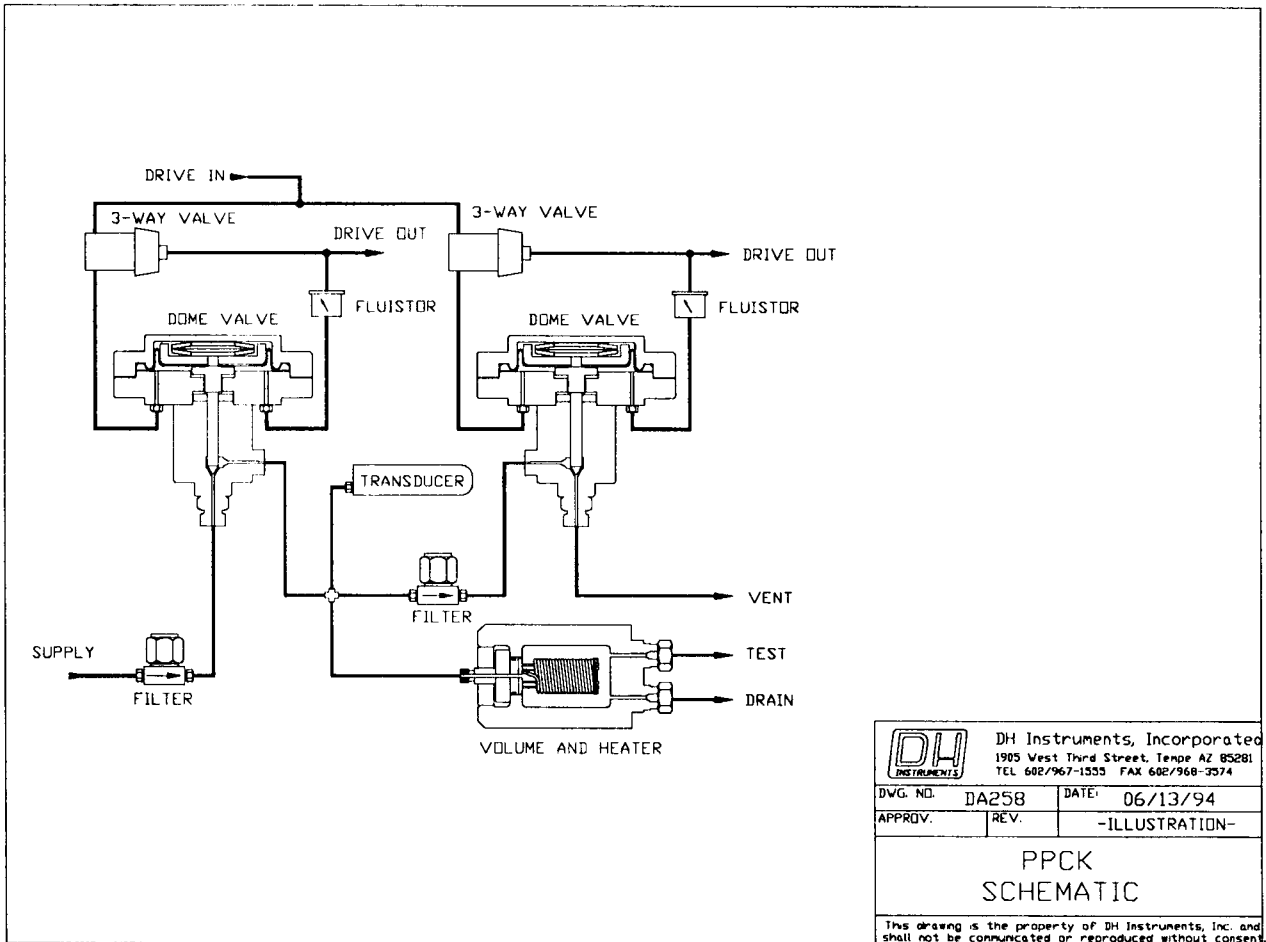 DRIVE IN
3-WAY VALVE
3-WAY VALVE
DRIVE OUT
DRIVE OUT
FLUISTOR
FLUISTOR
DOME VALVE
DOME VALVE
TRANSDUCER
FILTER
VENT
SUPPLY
TEST
FILTER
DRAIN
VOLUME AND HEATER
DH
INSTRUMENTS
DH Instruments, Incorporated
1905 West Third Street, Tempe AZ 85281
TEL 602/967-1555 FAX 602/968-3574
DWG. NO. DA258 DATE: 06/13/94
APPROV. REV. -ILLUSTRATION-
PPCK
SCHEMATIC
This drawing is the property of DH Instruments, Inc. and
shall not be communicated or reproduced without consent